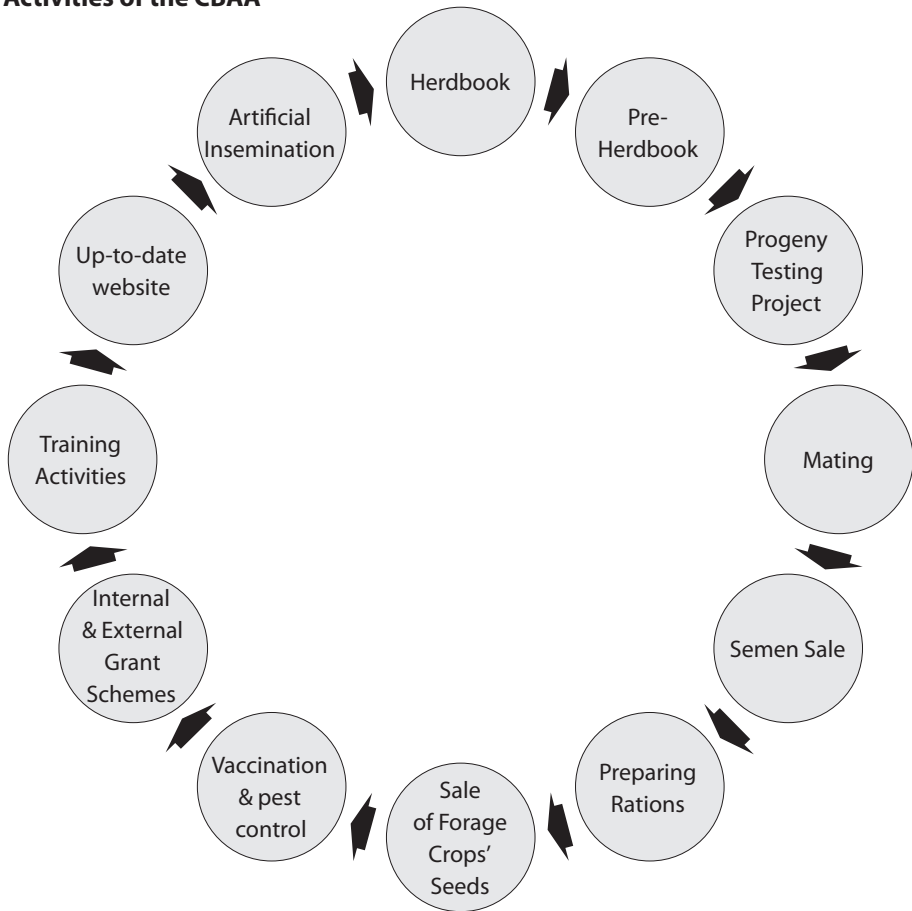 Activities of the CBAA
Herdbook
Pre-
Herdbook
Progeny
Testing
Project
Mating
Semen Sale
Preparing
Rations
Sale
of Forage
Crops’
Seeds
Vaccination
& pest
control
Internal
& External
Grant
Schemes
Training
Activities
Up-to-date
website
Artificial
Insemination